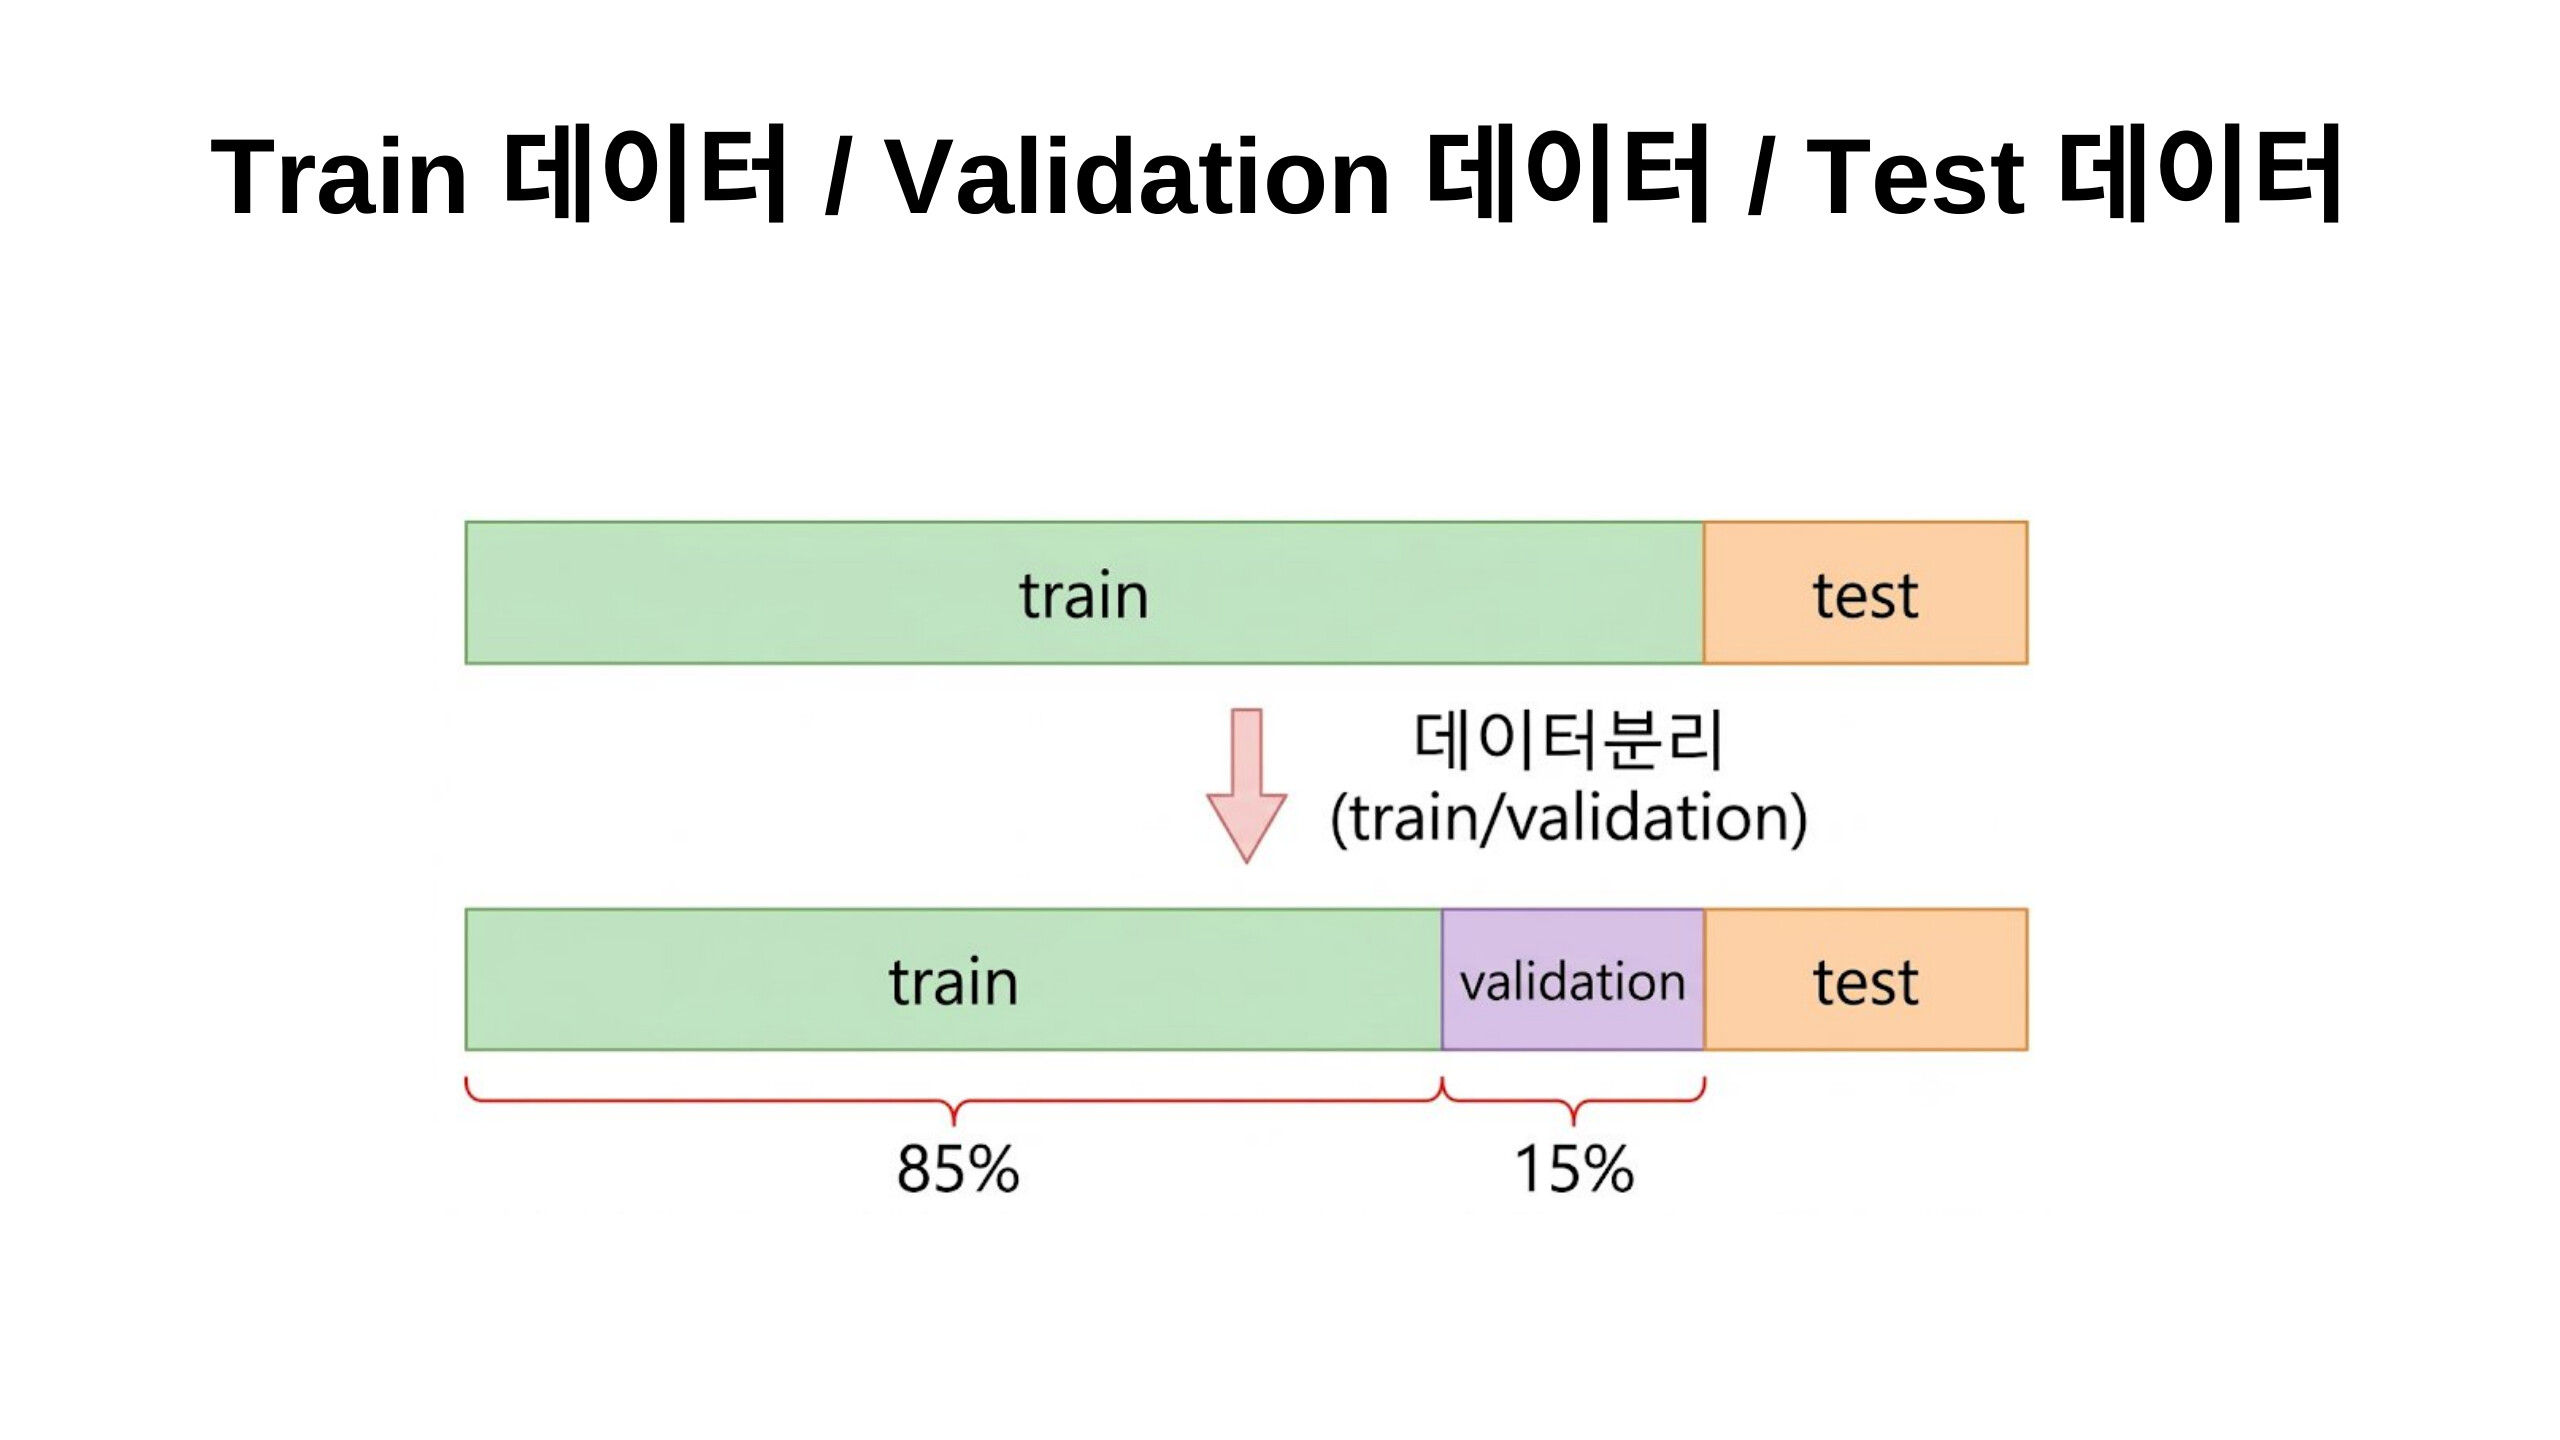 Train 데이터 / Validation 데이터 / Test 데이터
train test
데이터분리
(train/validation)
train validation test
85% 15%